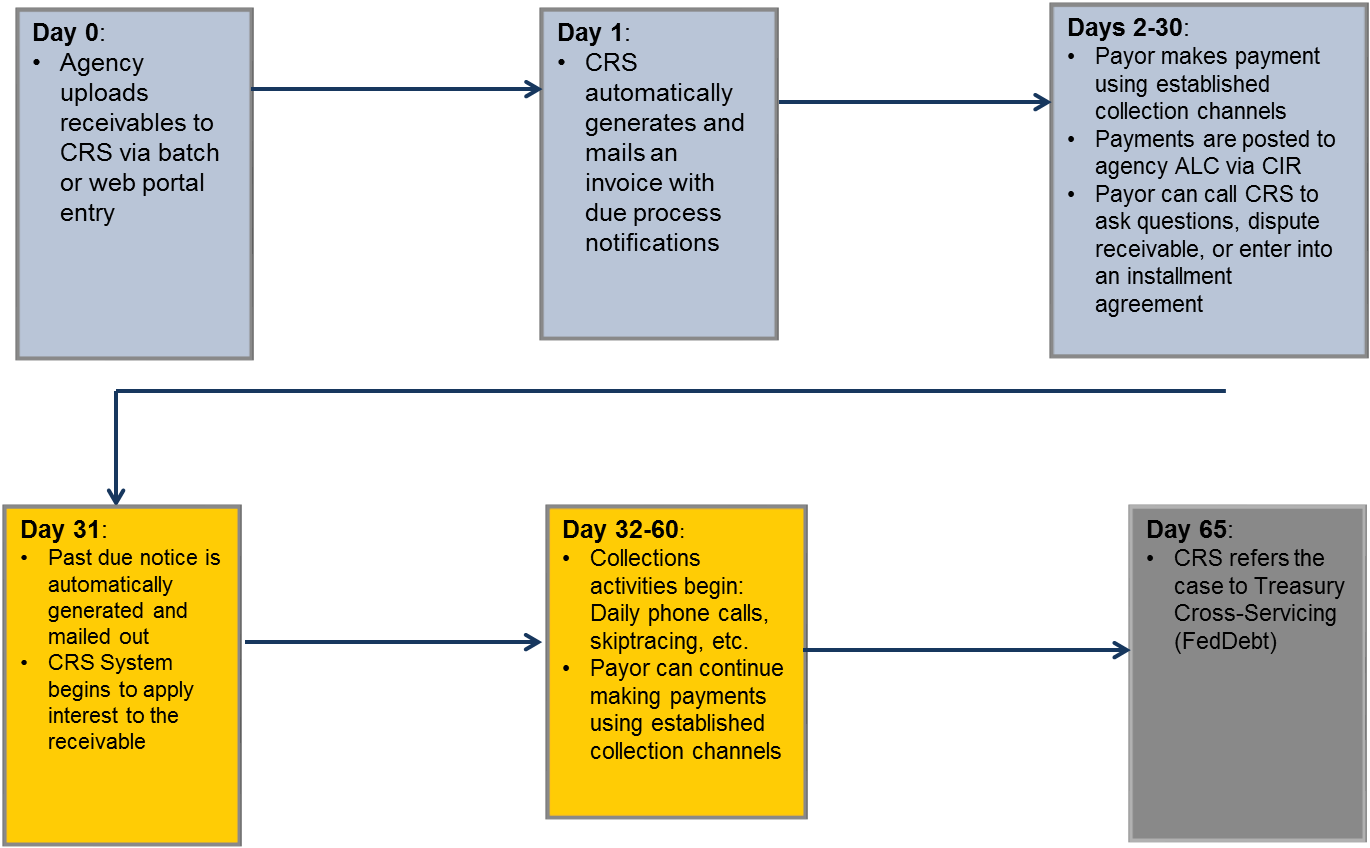 Day 0:
• Agency
uploads
receivables to
CRS via batch
or web portal
entry
Day 1:
• CRS
automatically
generates and
mails an
invoice with
due process
notifications
Days 2-30:
• Payor makes payment
using established
collection channels
• Payments are posted to
agency ALC via CIR
• Payor can call CRS to
ask questions, dispute
receivable, or enter into
an installment
agreement
Day 31:
• Past due notice is
automatically
generated and
mailed out
• CRS System
begins to apply
interest to the
receivable
Day 32-60:
• Collections
activities begin:
Daily phone calls,
skiptracing, etc.
• Payor can continue
making payments
using established
collection channels
Day 65:
• CRS refers the
case to Treasury
Cross-Servicing
(FedDebt)